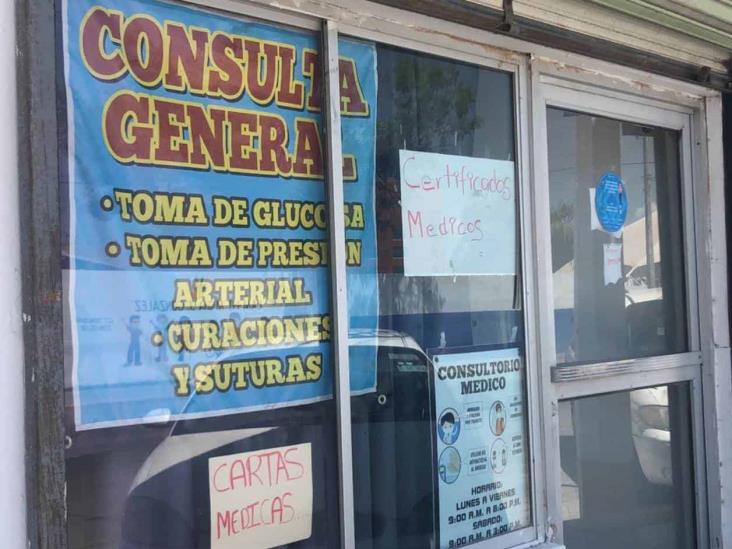 CONSULTA
GENERAL
• TOMA DE GLUCOSA
• TOMA DE PRESION
ARTERIAL
• CURACIONES
Y SUTURAS
CARTAS
MEDICAS...
Certificados
Medicos
CONSULTORIO
MEDICO
HORARIO:
LUNES A VIERNES
9:00 A.M. A 8:00 P.M.
SABADO:
9:00 A.M. A 3:00 P.M.